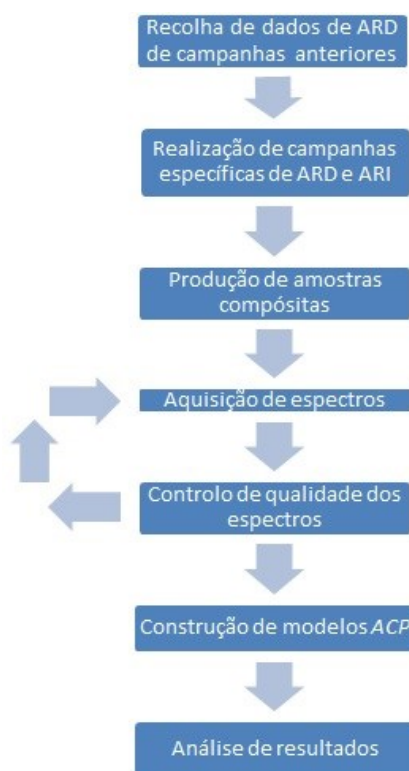 Recolha de dados de ARD
de campanhas anteriores
Realização de campanhas
específicas de ARD e ARI
Produção de amostras
compósitas
Aquisição de espectros
Controlo de qualidade dos
espectros
Construção de modelos ACP
Análise de resultados